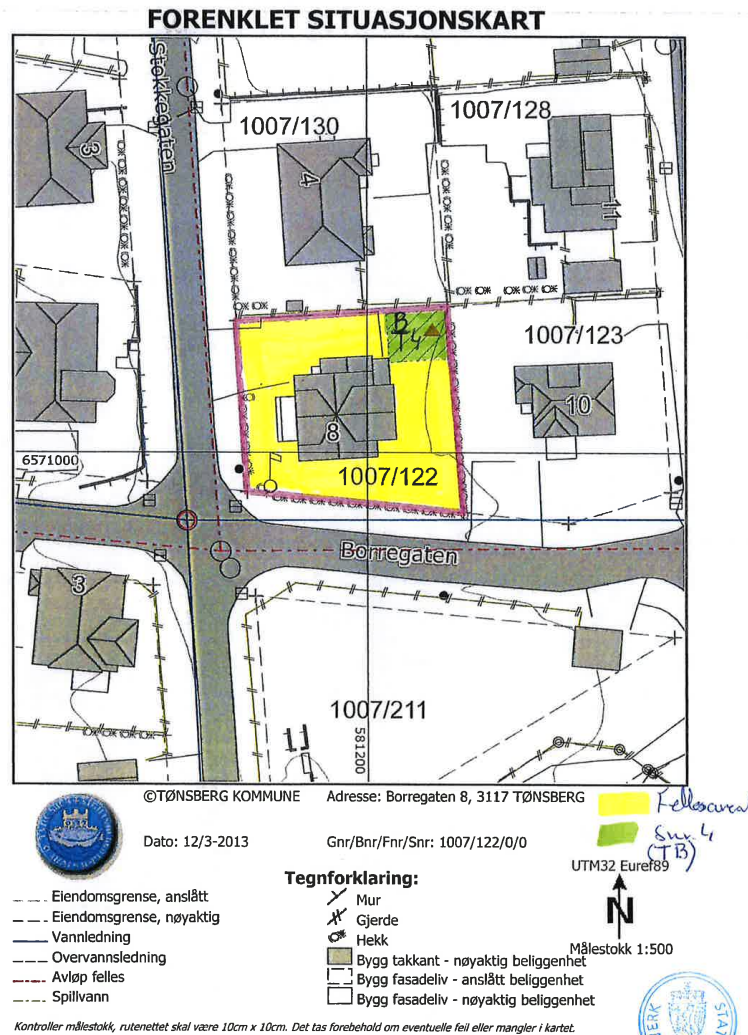 FORENKLET SITUASJONSKART
Stokkegaten
1007/130
1007/128
3
4
11
B
T4
1007/123
10
8
6571000
1007/122
Borregaten
3
1007/211
581200
©TØNSBERG KOMMUNE
Adresse: Borregaten 8, 3117 TØNSBERG
Fellesareal
Dato: 12/3-2013
Gnr/Bnr/Fnr/Snr: 1007/122/0/0
Snr. 4
(TB)
UTM32 Euref89
N
Målestokk 1:500
Tegnforklaring:
Eiendomsgrense, anslått
Eiendomsgrense, nøyaktig
Vannledning
Overvannsledning
Avløp felles
Spillvann
Mur
Gjerde
Hekk
Bygg takkant - nøyaktig beliggenhet
Bygg fasadeliv - anslått beliggenhet
Bygg fasadeliv - nøyaktig beliggenhet
Kontroller målestokk, rutenettet skal være 10cm x 10cm. Det tas forebehold om eventuelle feil eller mangler i kartet.